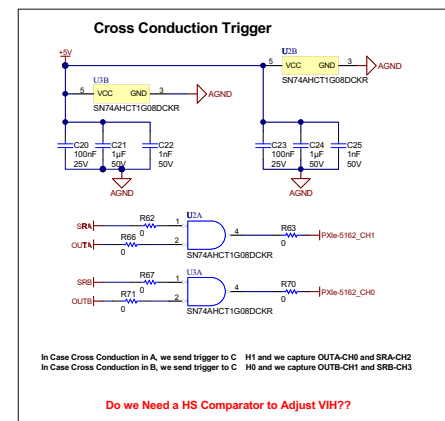 Cross Conduction Trigger
+5V
U2B
5 VCC GND 3
AGND
SN74AHCT1G08DCKR
U3B
5 VCC GND 3
AGND
SN74AHCT1G08DCKR
C20 C21 C22
100nF 1µF 1nF
25V 50V 50V
AGND
C23 C24 C25
100nF 1µF 1nF
25V 50V 50V
AGND
U2A
SRA R62 1
0
OUTA R66 2
0
4 R63 PXIe-5162_CH1
0
SN74AHCT1G08DCKR
U3A
SRB R67 1
0
OUTB R71 2
0
4 R70 PXIe-5162_CH0
0
SN74AHCT1G08DCKR
In Case Cross Conduction in A, we send trigger to C H1 and we capture OUTA-CH0 and SRA-CH2
In Case Cross Conduction in B, we send trigger to C H0 and we capture OUTB-CH1 and SRB-CH3
Do we Need a HS Comparator to Adjust VIH??